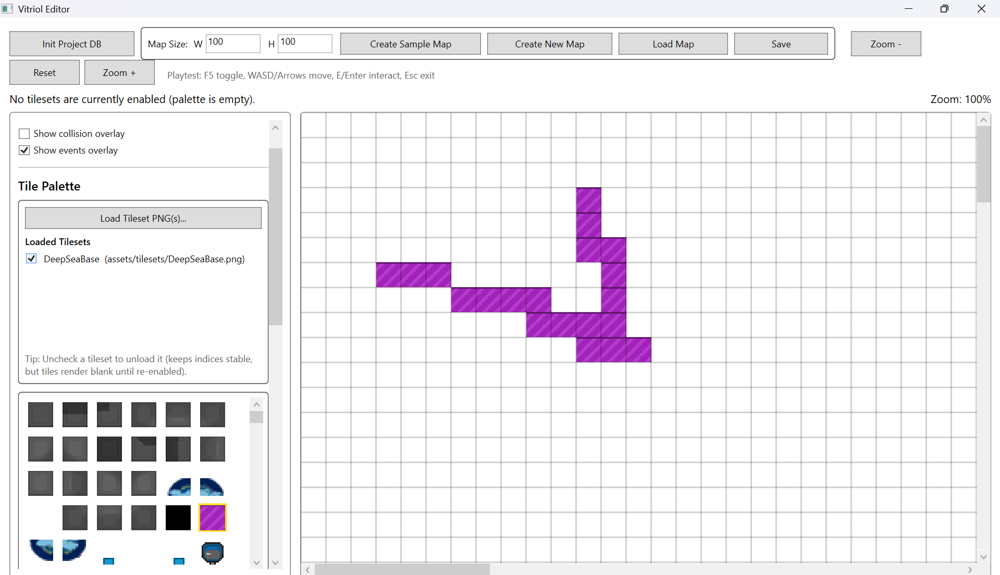 Vitriol Editor
Init Project DB
Map Size: W 100 H 100
Create Sample Map
Create New Map
Load Map
Save
Zoom -
Reset
Zoom +
Playtest: F5 toggle, WASD/Arrows move, E/Enter interact, Esc exit
No tilesets are currently enabled (palette is empty).
Zoom: 100%
Show collision overlay
Show events overlay
Tile Palette
Load Tileset PNG(s)...
Loaded Tilesets
DeepSeaBase (assets/tilesets/DeepSeaBase.png)
Tip: Uncheck a tileset to unload it (keeps indices stable,
but tiles render blank until re-enabled).